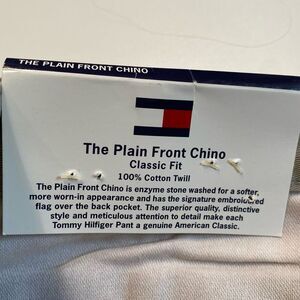 THE PLAIN FRONT CHINO
The Plain Front Chino
Classic Fit
100% Cotton Twill
The Plain Front Chino is enzyme stone washed for a softer,
more worn-in appearance and has the signature embroidered
flag over the back pocket. The superior quality, distinctive
style and meticulous attention to detail make each
Tommy Hilfiger Pant a genuine American Classic.